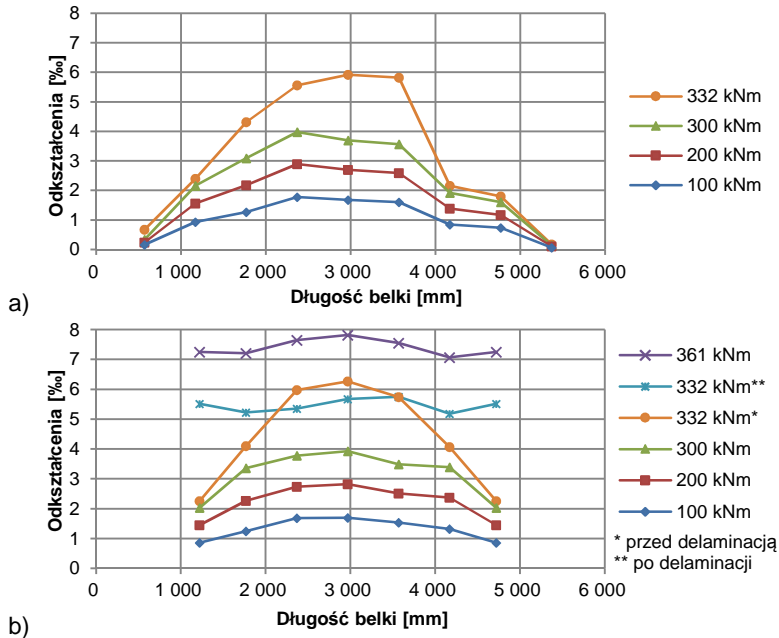 8
7
6
5
4
3
2
1
0
Odkształcenia [‰]
0 1 000 2 000 3 000 4 000 5 000 6 000
Długość belki [mm]
332 kNm
300 kNm
200 kNm
100 kNm
a)
8
7
6
5
4
3
2
1
0
Odkształcenia [‰]
0 1 000 2 000 3 000 4 000 5 000 6 000
Długość belki [mm]
361 kNm
332 kNm**
332 kNm*
300 kNm
200 kNm
100 kNm
* przed delaminacją
** po delaminacji
b)